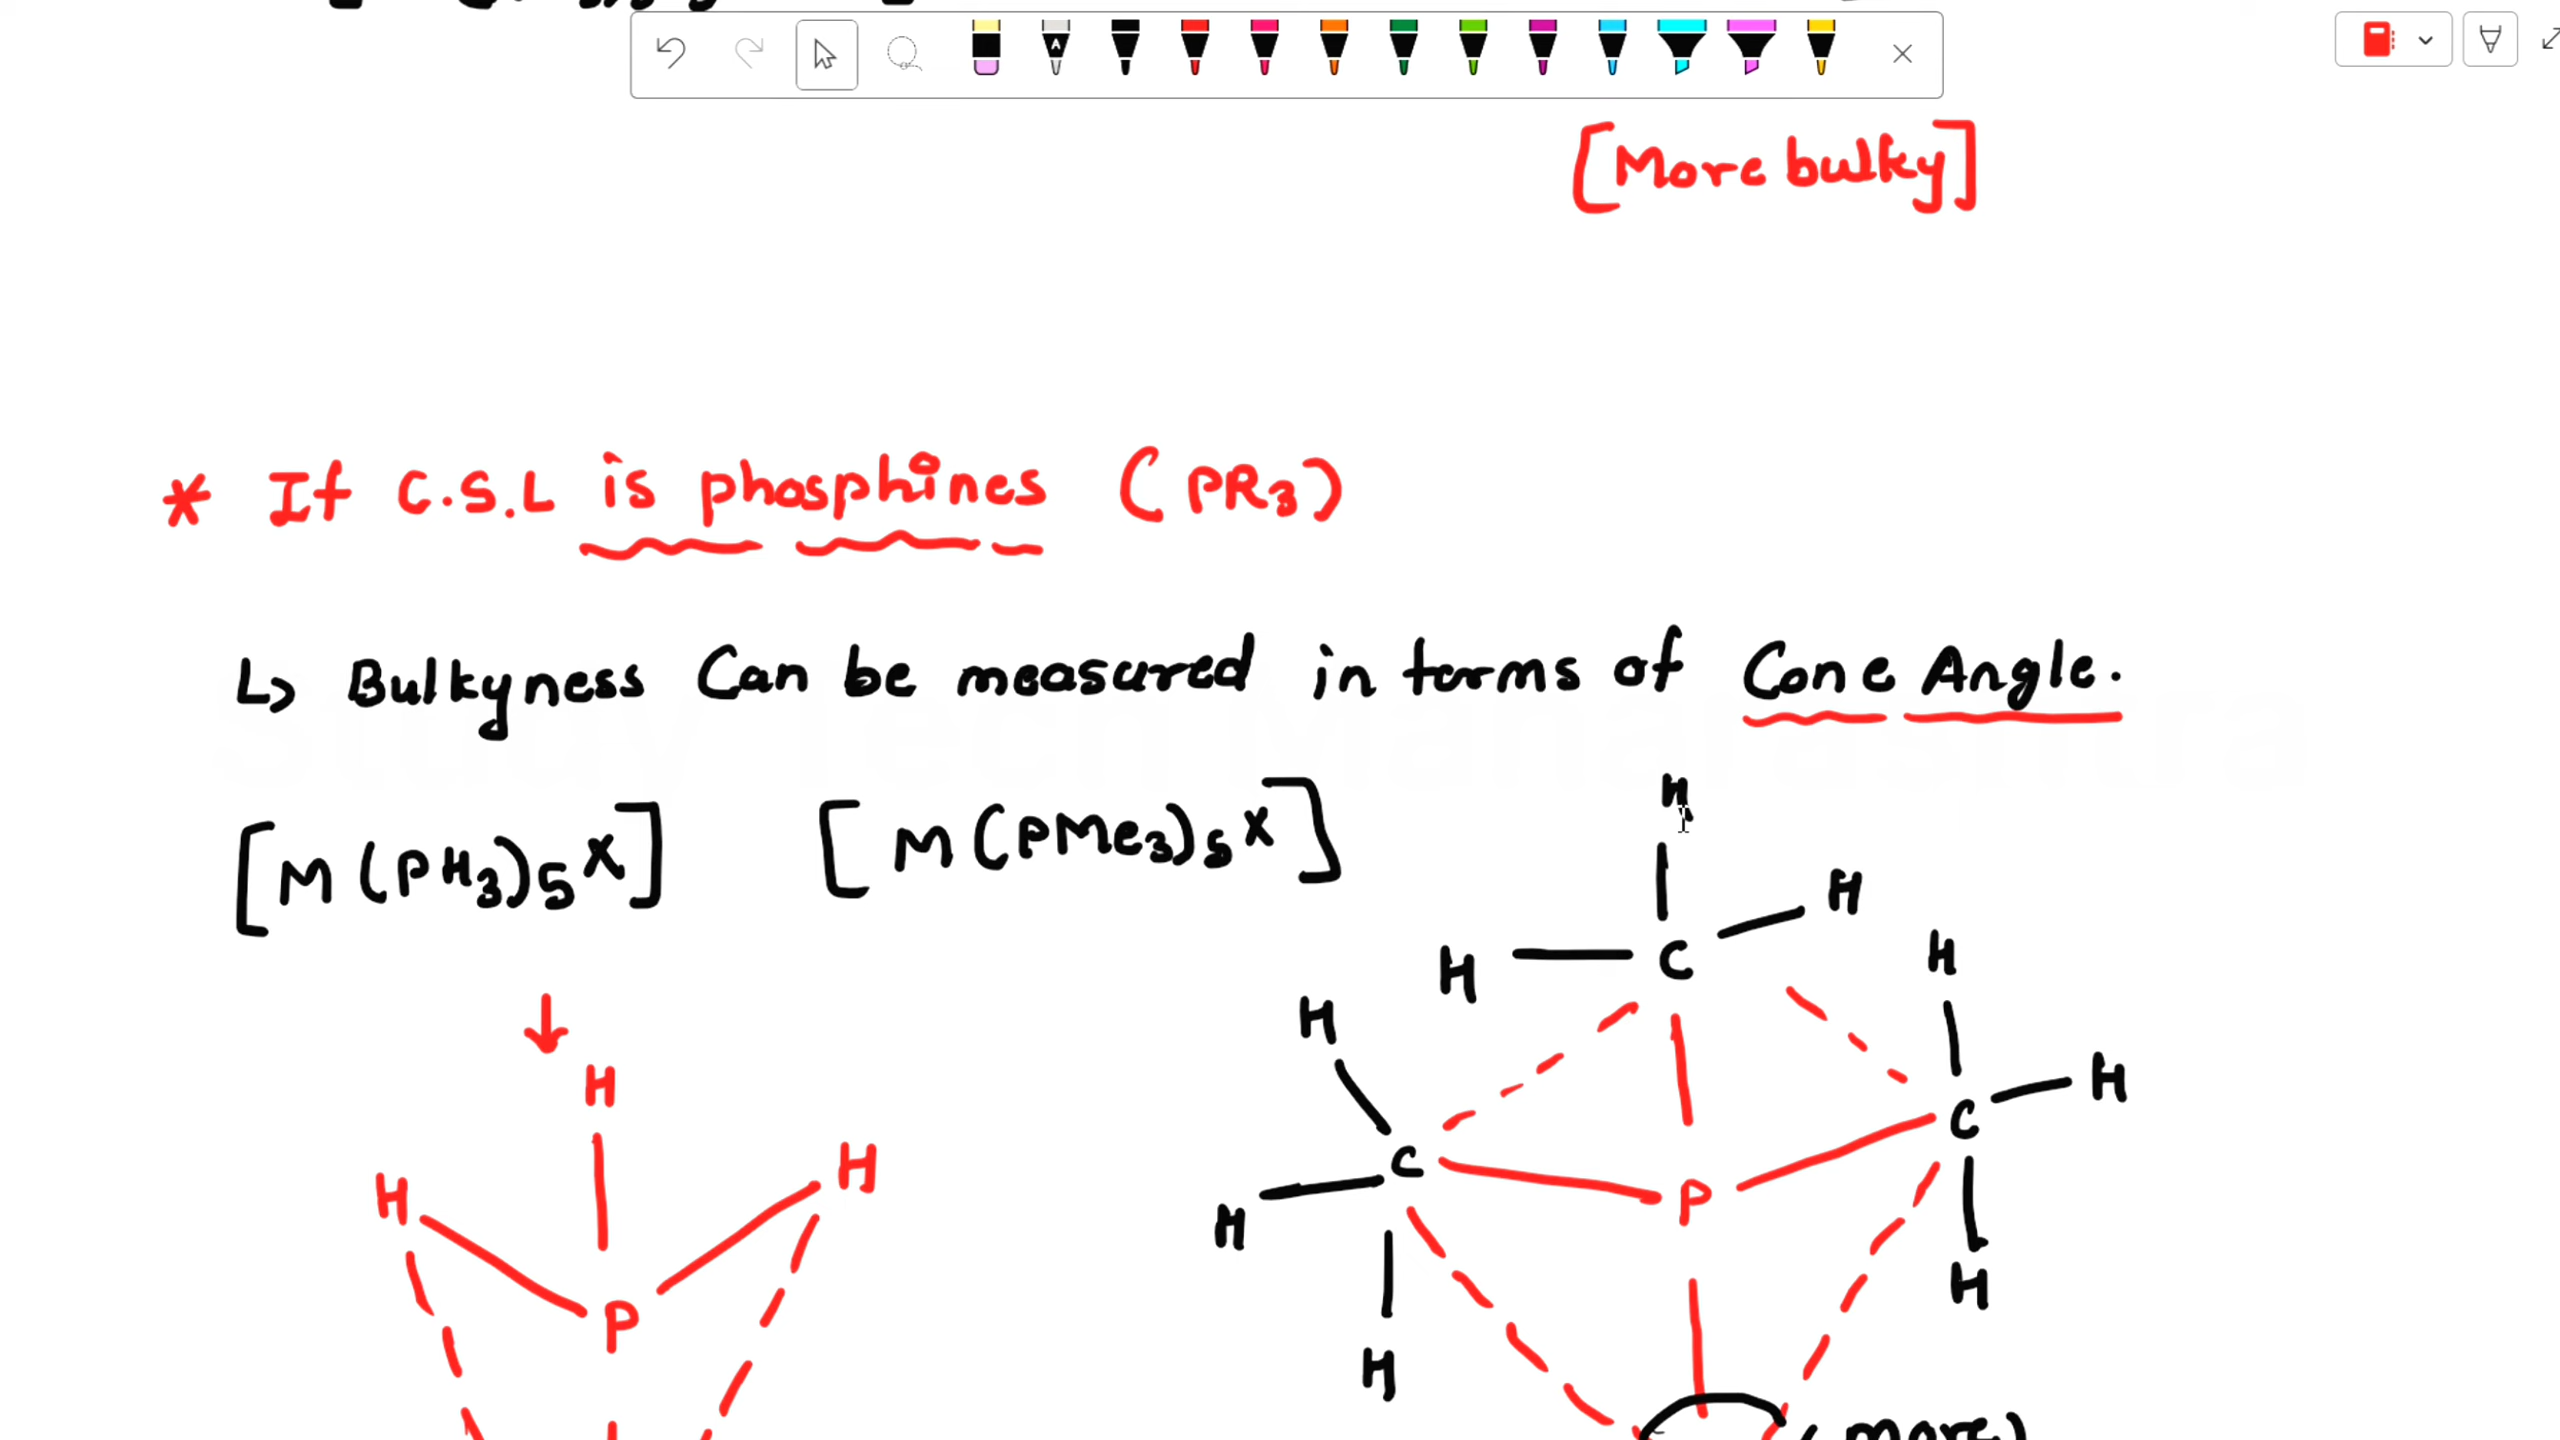 [More bulky]
* If C.S.L is phosphines (PR3)
↳ Bulkyness Can be measured in terms of Cone Angle.
[M(PH3)5X] [M(PMe3)5X]
H
H
C
H
H
H
C
H
H
H
C
H
H
H
H
H
P
H
P
(more)